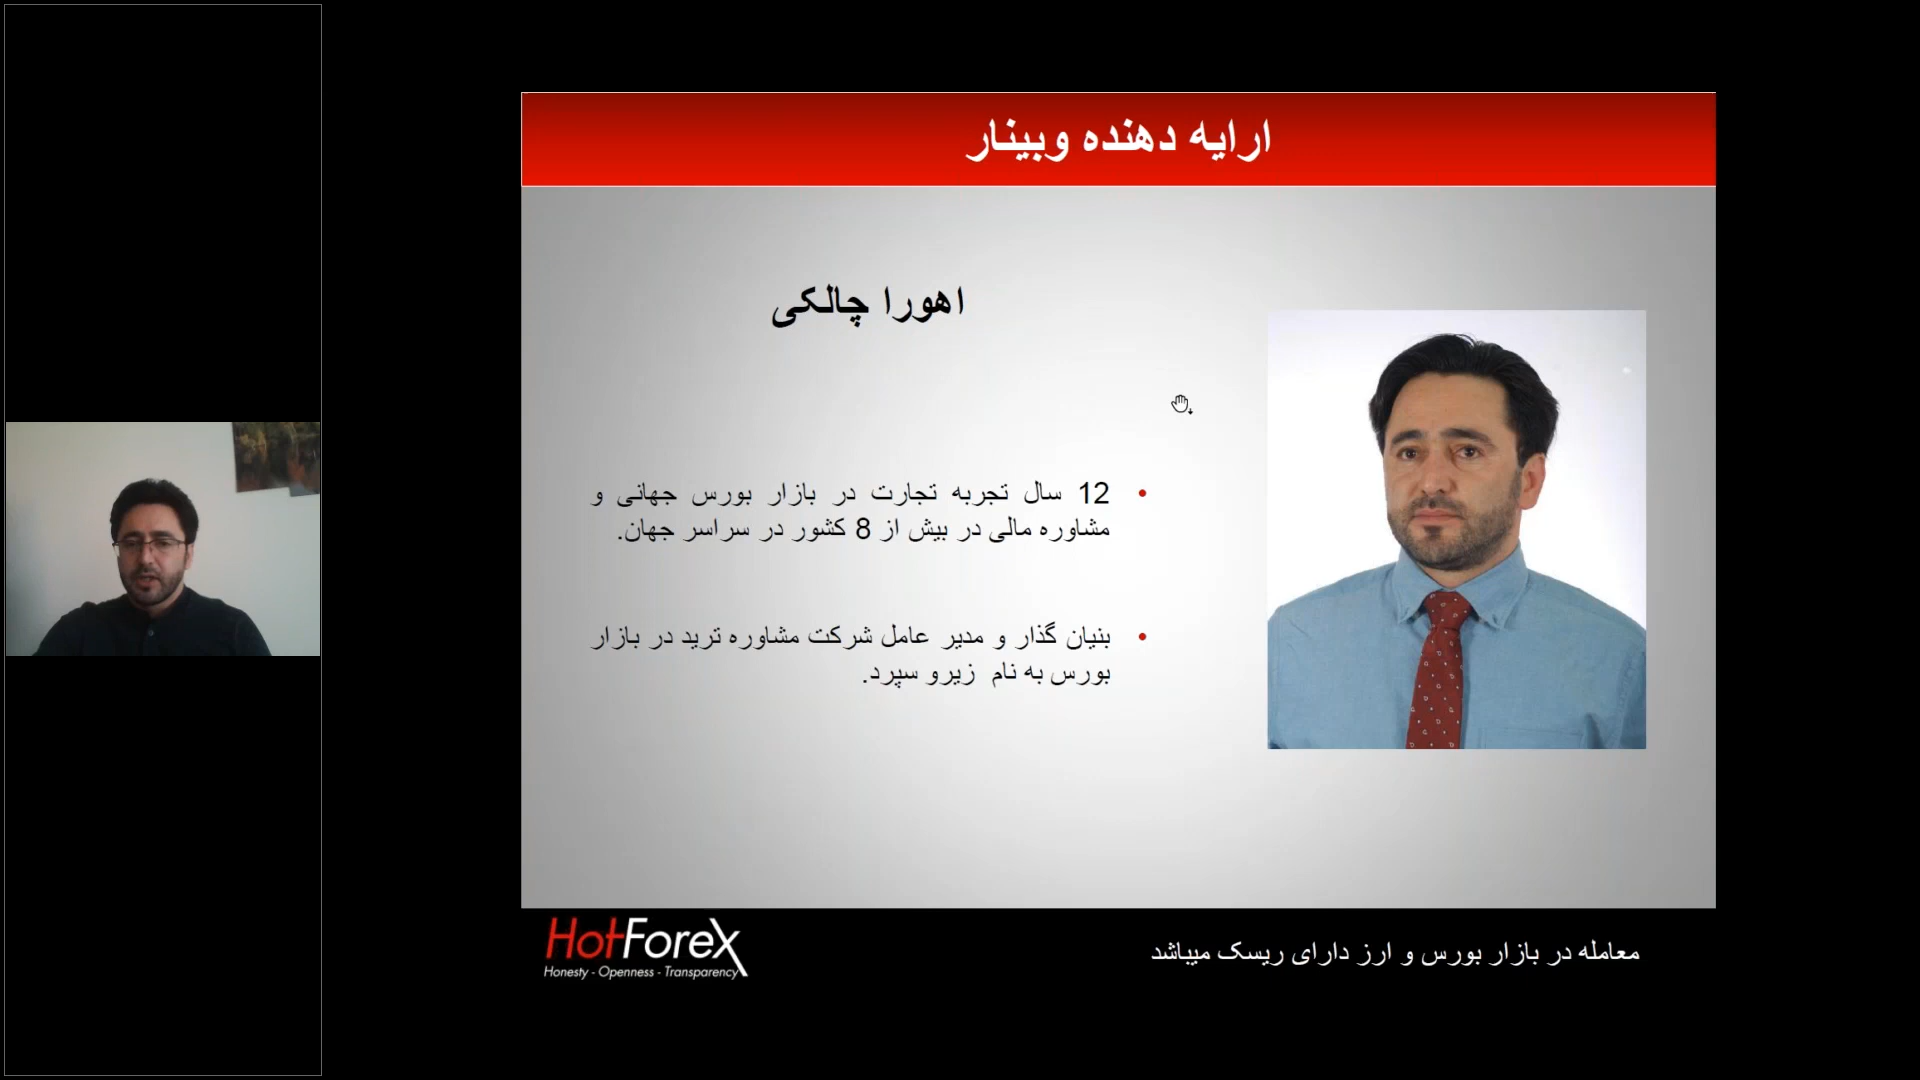 ارایه دهنده وبینار
اهورا چالکی
• 12 سال تجربه تجارت در بازار بورس جهانی و
مشاوره مالی در بیش از 8 کشور در سراسر جهان.
• بنیان گذار و مدیر عامل شرکت مشاوره ترید در بازار
بورس به نام زیرو سپرد.
HotForex
Honesty - Openness - Transparency
معامله در بازار بورس و ارز دارای ریسک میباشد